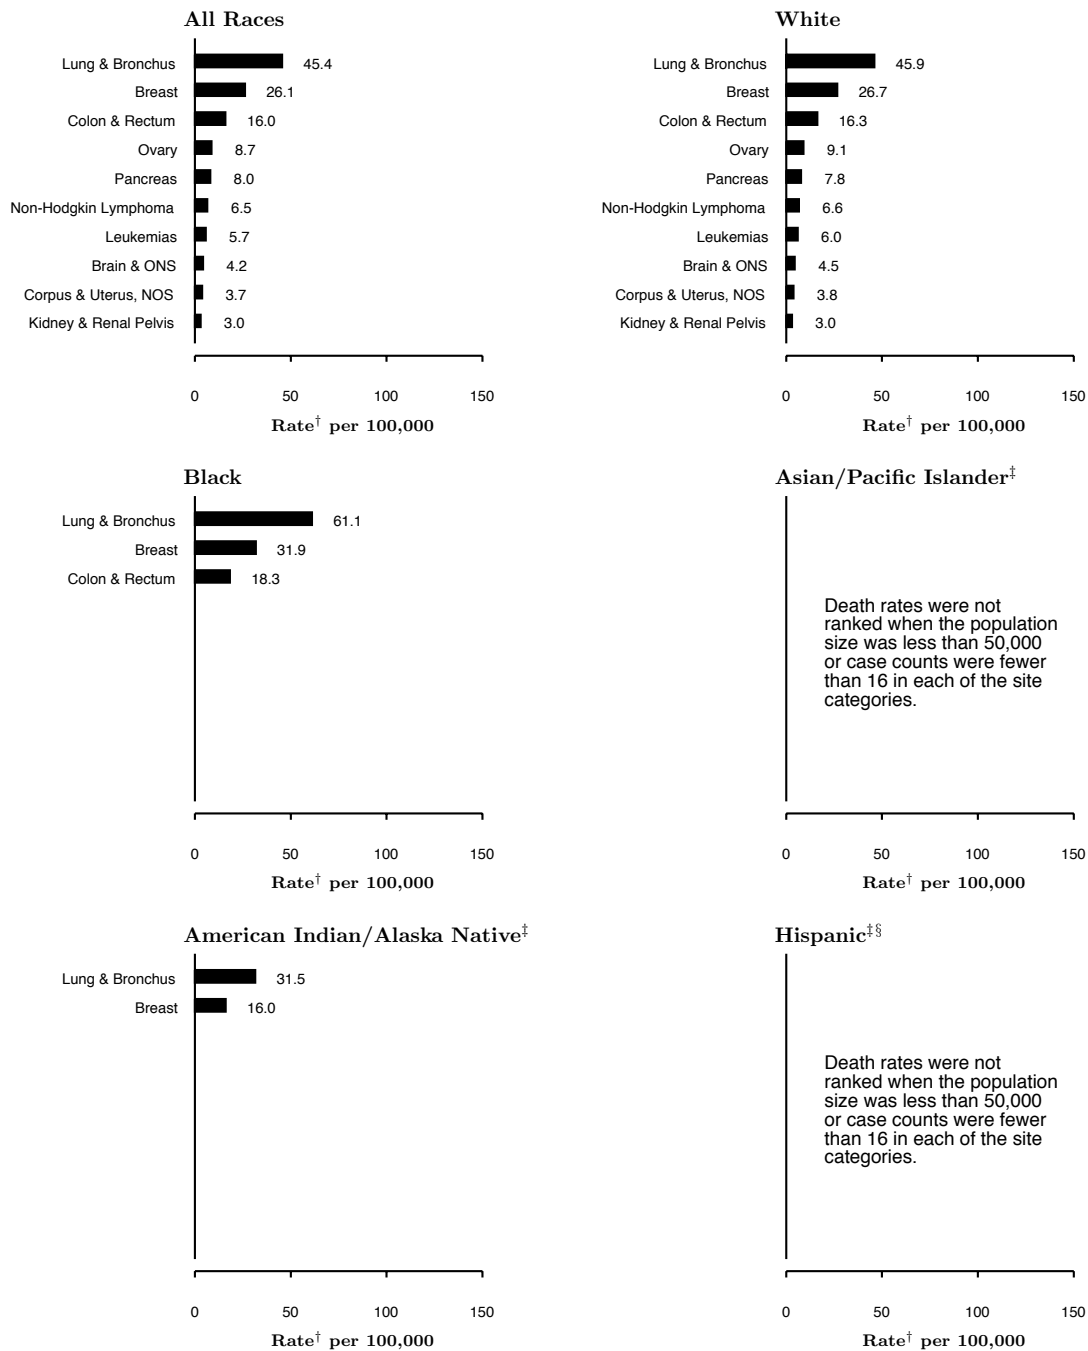 All Races
Lung & Bronchus 45.4
Breast 26.1
Colon & Rectum 16.0
Ovary 8.7
Pancreas 8.0
Non-Hodgkin Lymphoma 6.5
Leukemias 5.7
Brain & ONS 4.2
Corpus & Uterus, NOS 3.7
Kidney & Renal Pelvis 3.0
0 50 100 150
Rate† per 100,000
White
Lung & Bronchus 45.9
Breast 26.7
Colon & Rectum 16.3
Ovary 9.1
Pancreas 7.8
Non-Hodgkin Lymphoma 6.6
Leukemias 6.0
Brain & ONS 4.5
Corpus & Uterus, NOS 3.8
Kidney & Renal Pelvis 3.0
0 50 100 150
Rate† per 100,000
Black
Lung & Bronchus 61.1
Breast 31.9
Colon & Rectum 18.3
0 50 100 150
Rate† per 100,000
Asian/Pacific Islander‡
Death rates were not
ranked when the population
size was less than 50,000
or case counts were fewer
than 16 in each of the site
categories.
0 50 100 150
Rate† per 100,000
American Indian/Alaska Native‡
Lung & Bronchus 31.5
Breast 16.0
0 50 100 150
Rate† per 100,000
Hispanic‡§
Death rates were not
ranked when the population
size was less than 50,000
or case counts were fewer
than 16 in each of the site
categories.
0 50 100 150
Rate† per 100,000